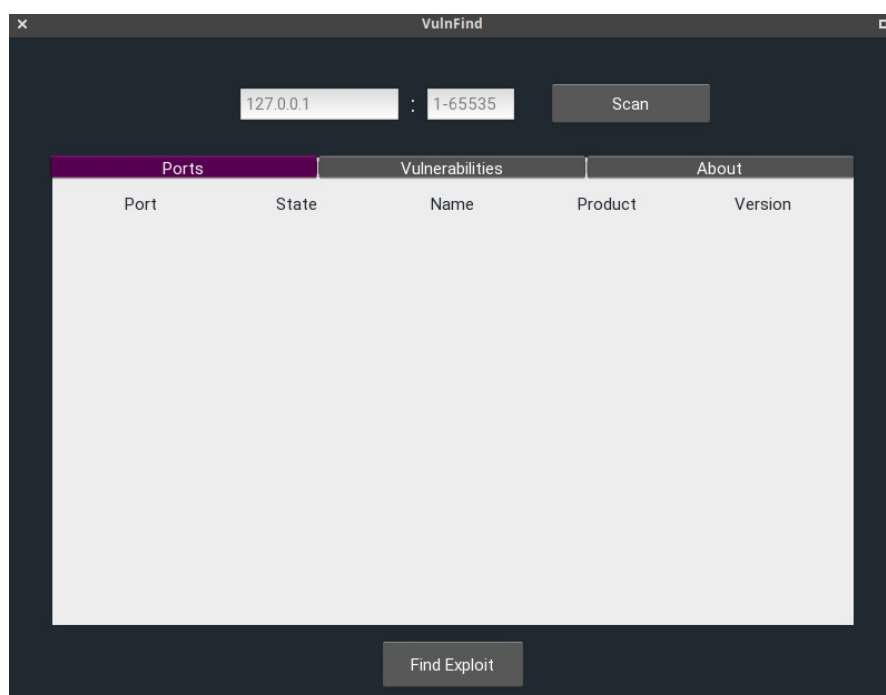 VulnFind
127.0.0.1 : 1-65535 Scan
Ports Vulnerabilities About
Port State Name Product Version
Find Exploit